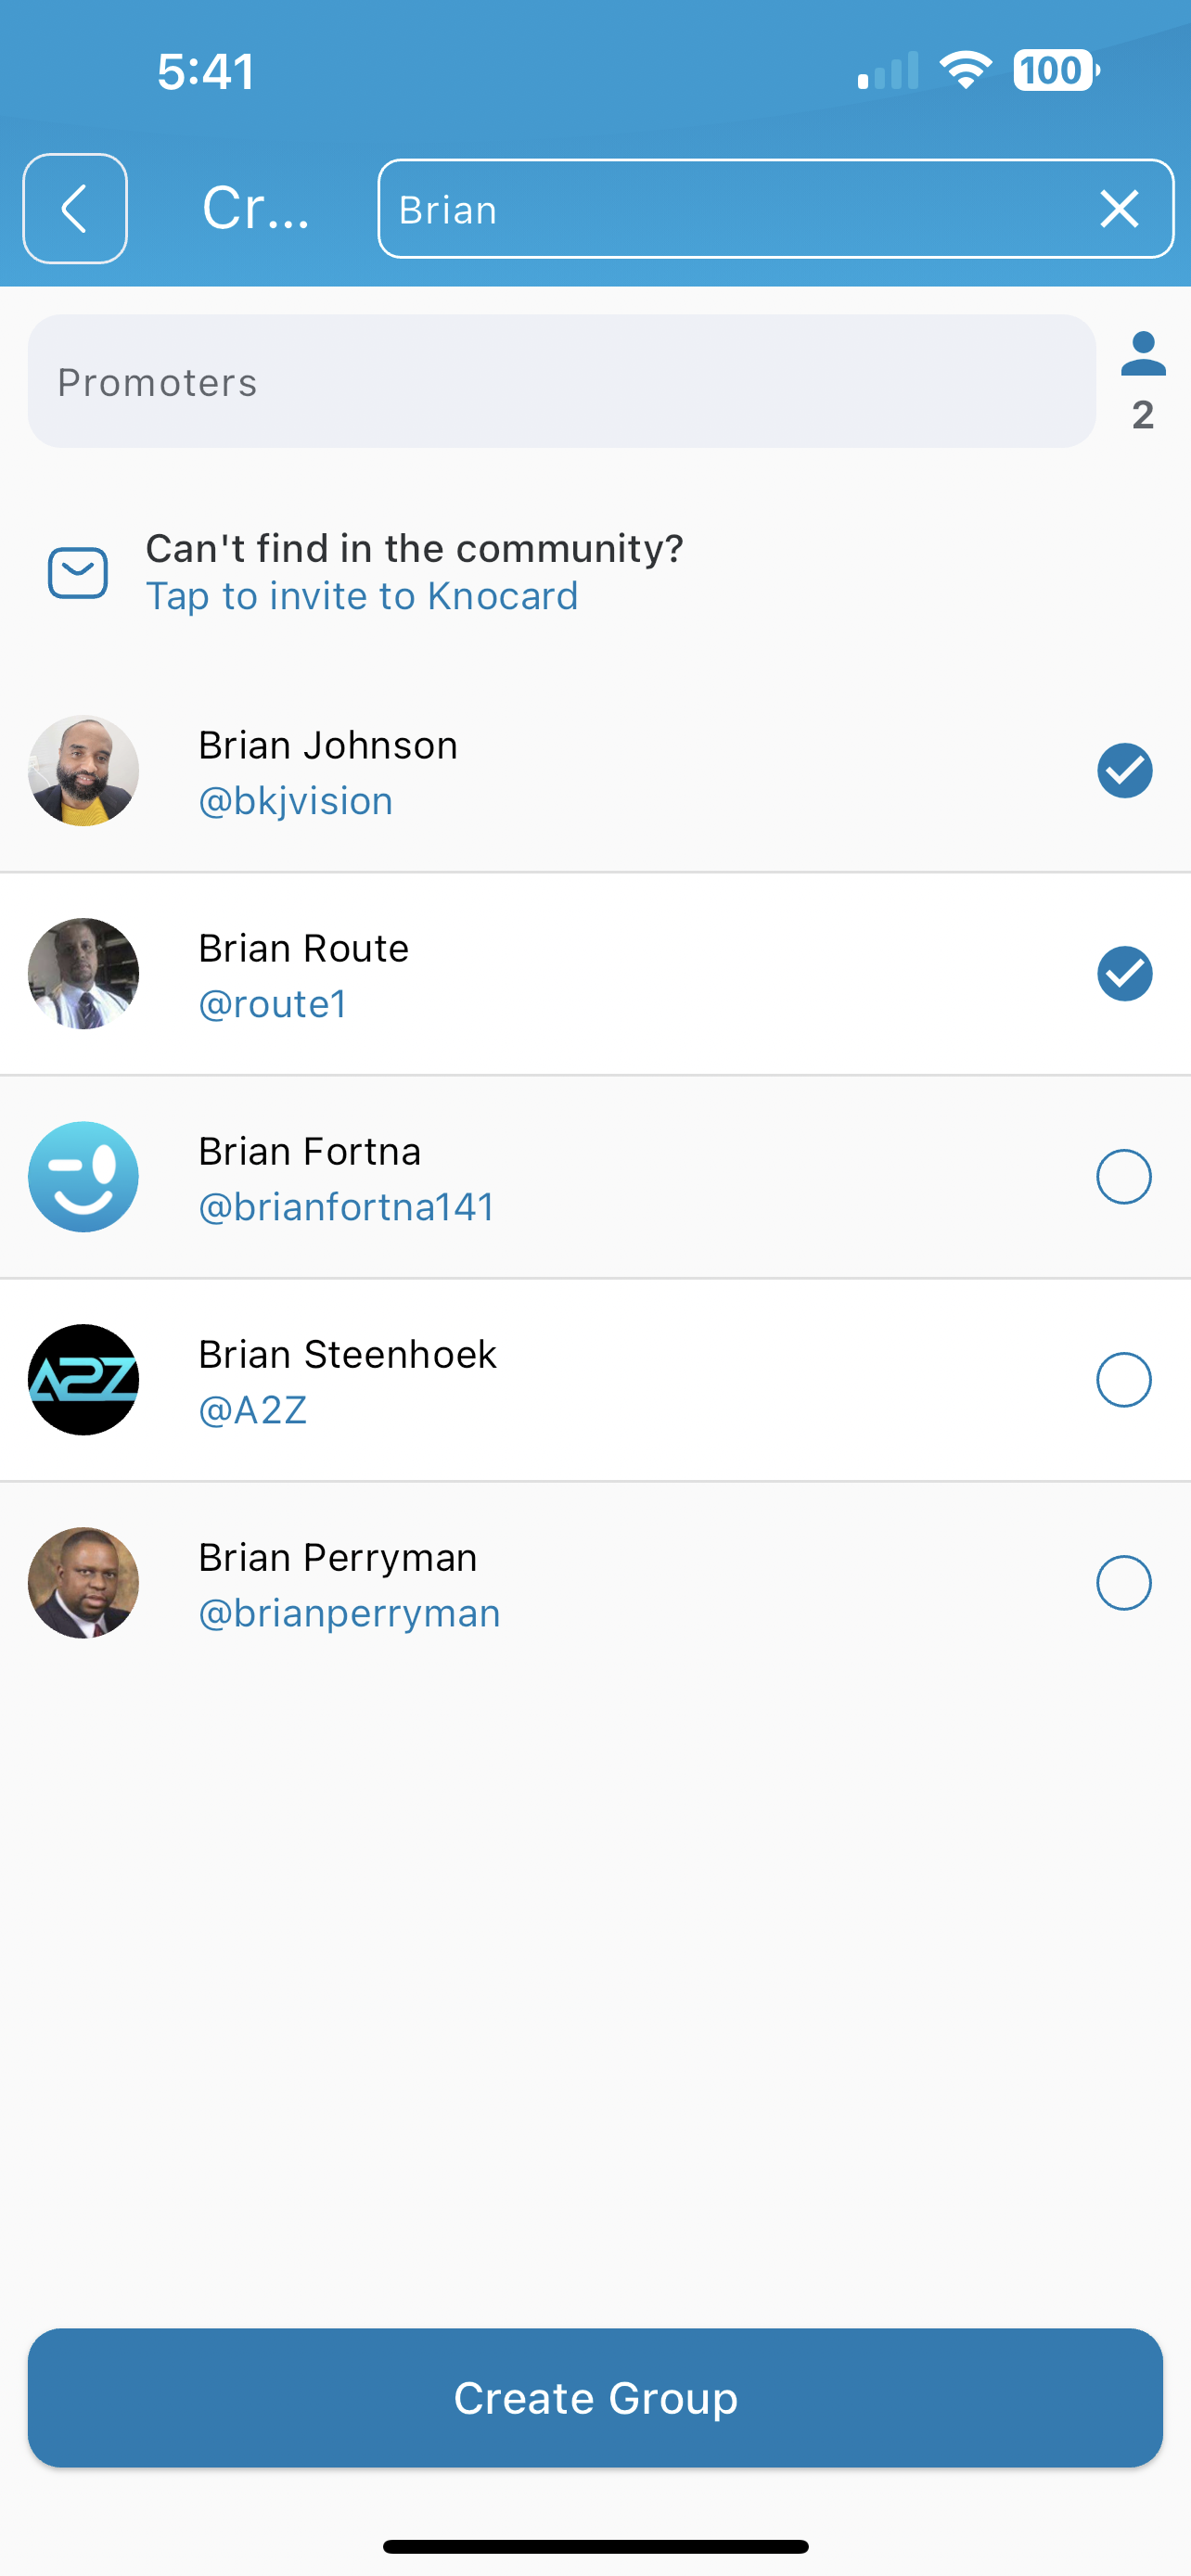 5:41
100
Cr...
Brian
Promoters
2
Can't find in the community?
Tap to invite to Knocard
Brian Johnson
@bkjvision
Brian Route
@route1
Brian Fortna
@brianfortna141
A2Z
Brian Steenhoek
@A2Z
Brian Perryman
@brianperryman
Create Group